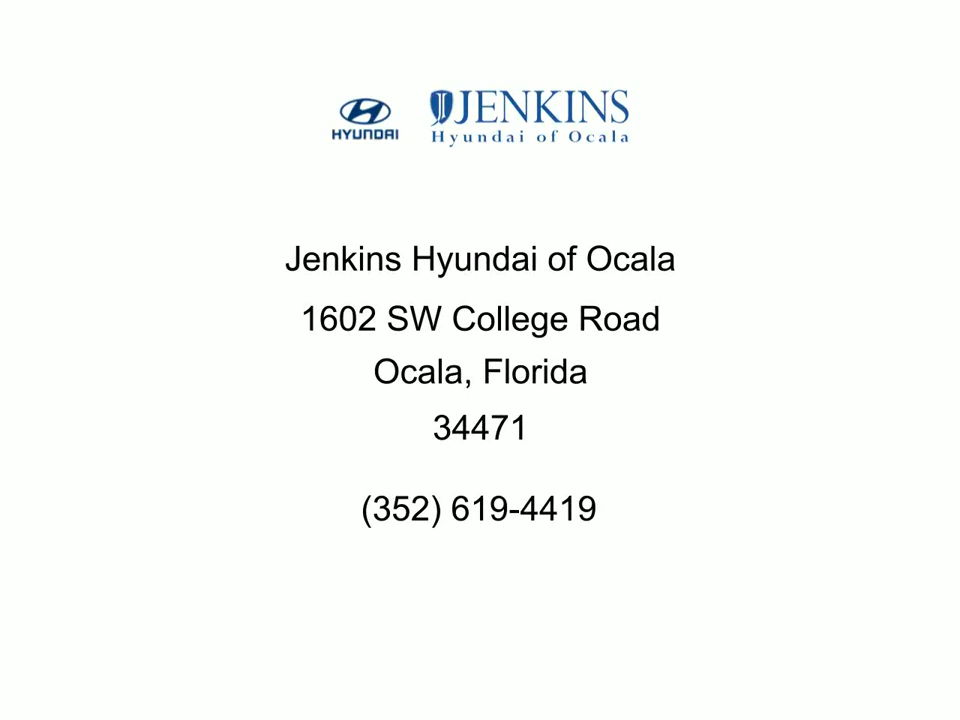 HYUNDAI
JENKINS
Hyundai of Ocala
Jenkins Hyundai of Ocala
1602 SW College Road
Ocala, Florida
34471
(352) 619-4419